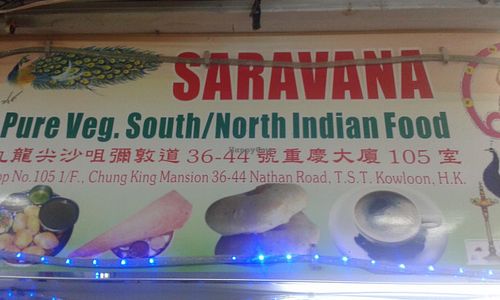 SARAVANA
Pure Veg. South/North Indian Food
九龍尖沙咀彌敦道 36-44 號重慶大廈 105 室
op No. 105 1/F., Chung King Mansion 36-44 Nathan Road, T.S.T. Kowloon, H.K.